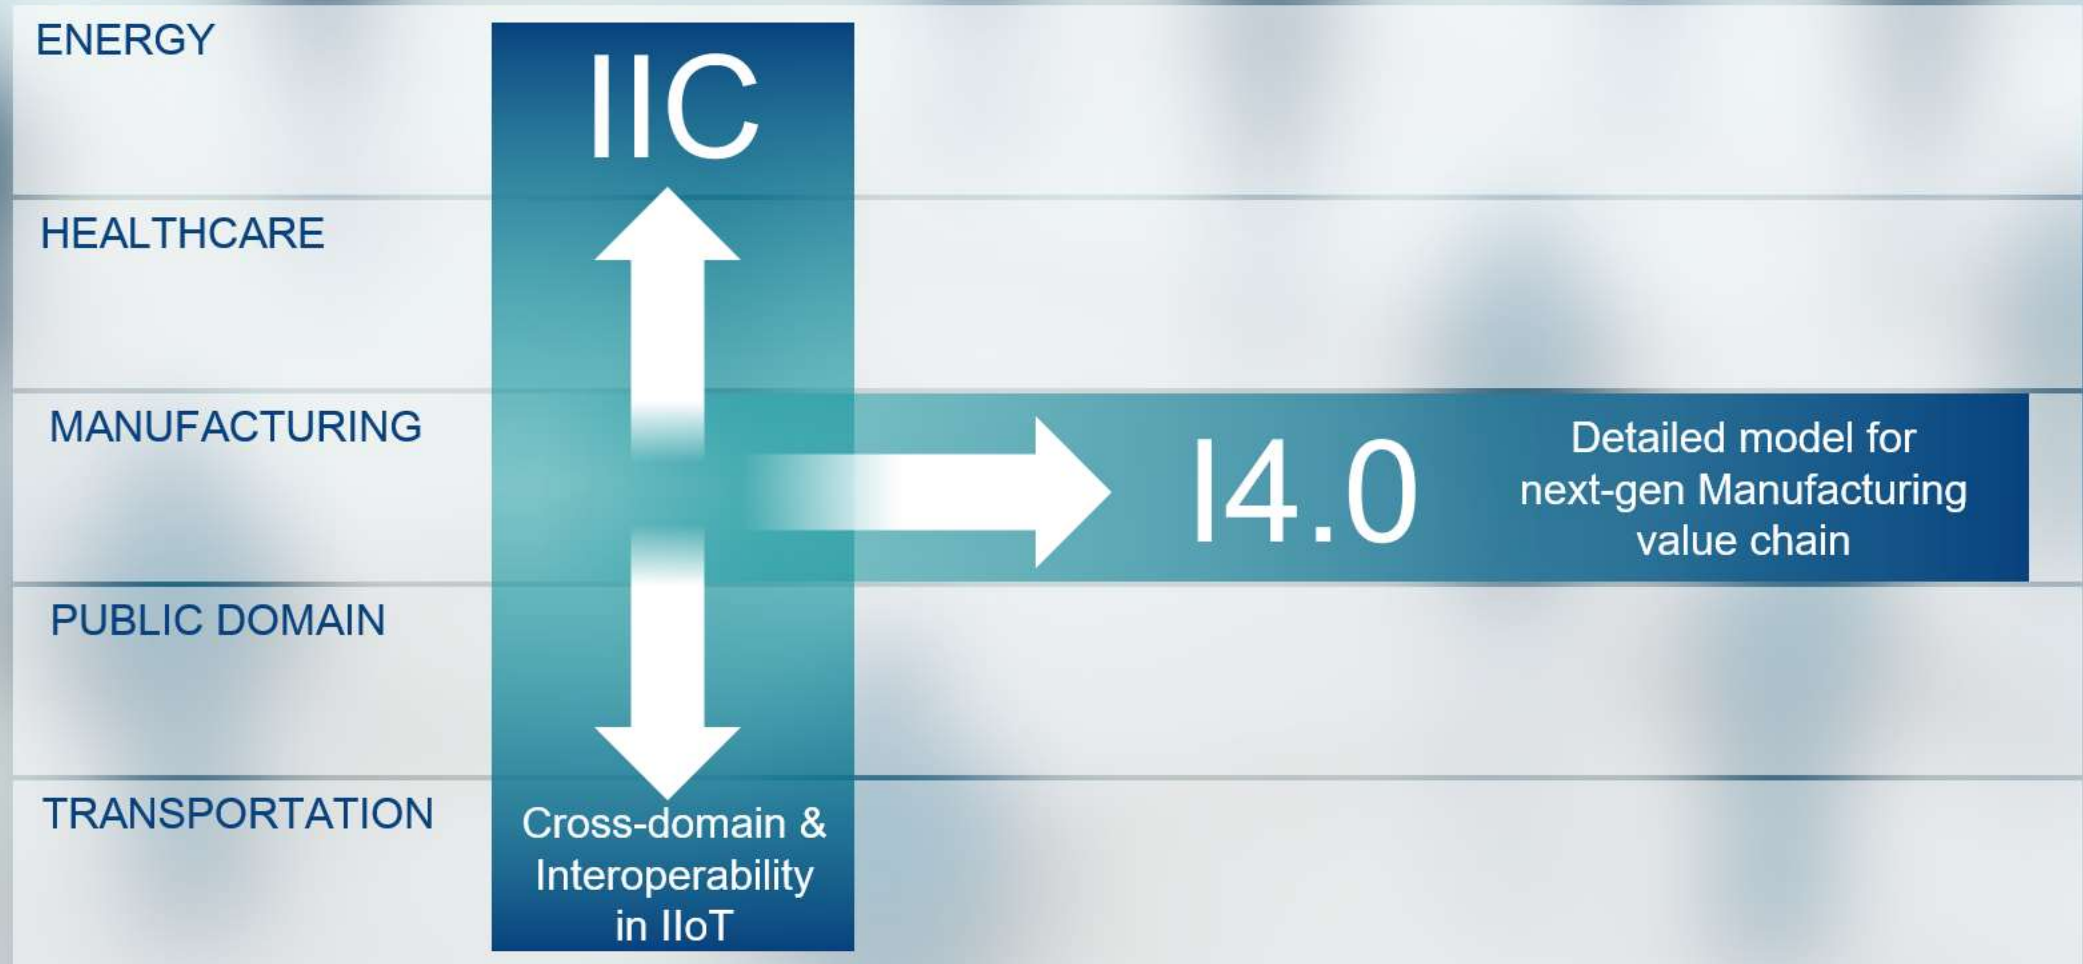 ENERGY
IIC
HEALTHCARE
MANUFACTURING
I4.0
Detailed model for
next-gen Manufacturing
value chain
PUBLIC DOMAIN
TRANSPORTATION
Cross-domain &
Interoperability
in IIoT